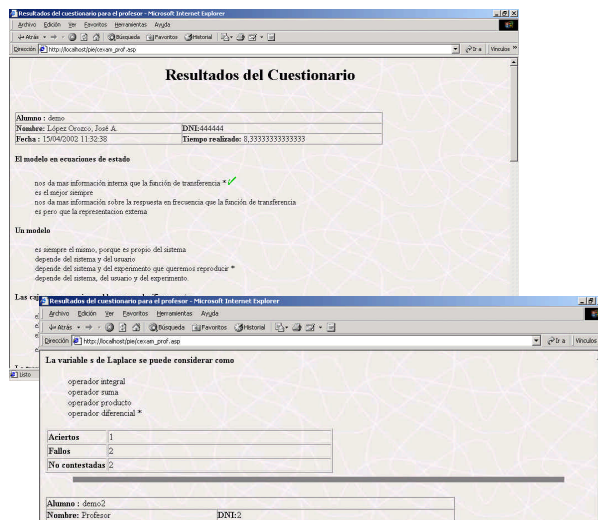 Resultados del cuestionario para el profesor - Microsoft Internet Explorer
Archivo Edición Ver Favoritos Herramientas Ayuda
Atrás Búsqueda Favoritos Historial
Dirección http://localhost/pie/cexam_prof.asp Ir a Vínculos »
Resultados del Cuestionario
Alumno : demo
Nombre: López Orozco, José A. DNI:444444
Fecha : 15/04/2002 11:32:38 Tiempo realizado: 8,33333333333333
El modelo en ecuaciones de estado
nos da mas información interna que la función de transferencia * ✓
es el mejor siempre
nos da mas información sobre la respuesta en frecuencia que la función de transferencia
es pero que la representacion externa
Un modelo
es siempre el mismo, porque es propio del sistema
depende del sistema y del usuario
depende del sistema y del experimento que queremos reproducir *
depende del sistema, del usuario y del experimento.
Las
Listo
Resultados del cuestionario para el profesor - Microsoft Internet Explorer
Archivo Edición Ver Favoritos Herramientas Ayuda
Atrás Búsqueda Favoritos Historial
Dirección http://localhost/pie/cexam_prof.asp Ir a Vínculos
La variable s de Laplace se puede considerar como
operador integral
operador suma
operador producto
operador diferencial *
Aciertos 1
Fallos 2
No contestadas 2
Alumno : demo2
Nombre: Profesor DNI:2